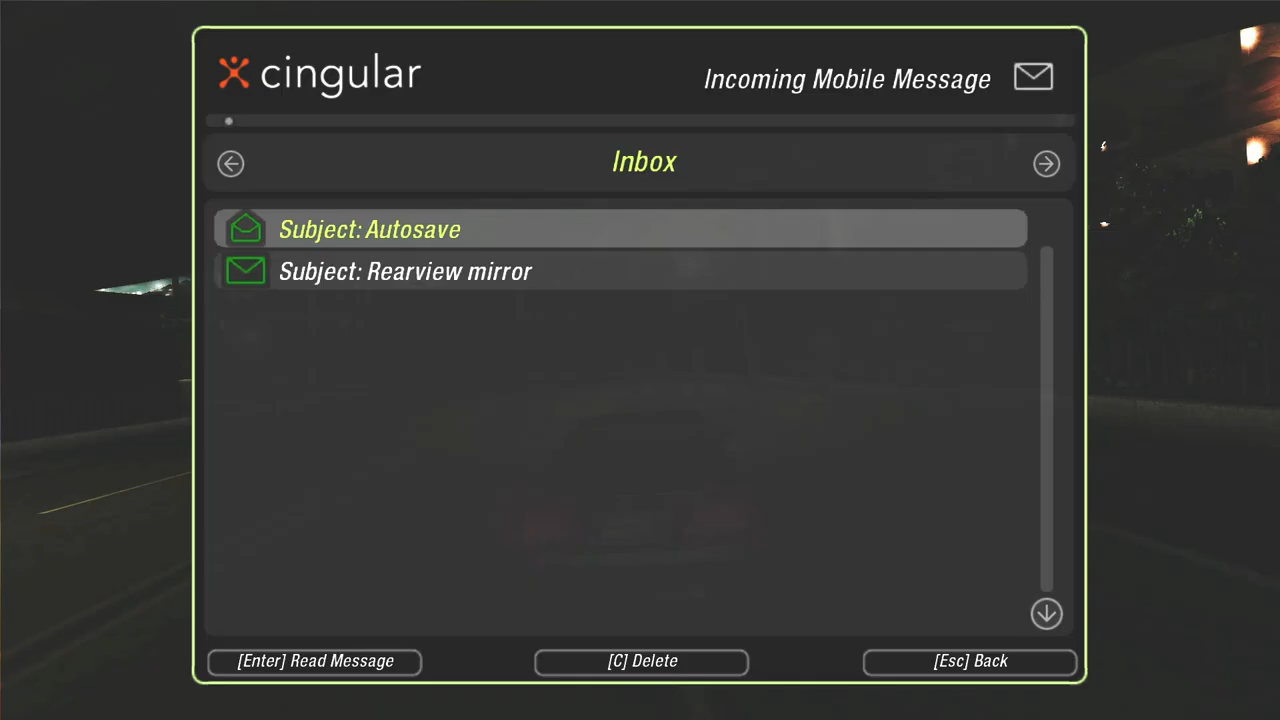 cingular
Incoming Mobile Message
Inbox
Subject: Autosave
Subject: Rearview mirror
[Enter] Read Message
[C] Delete
[Esc] Back